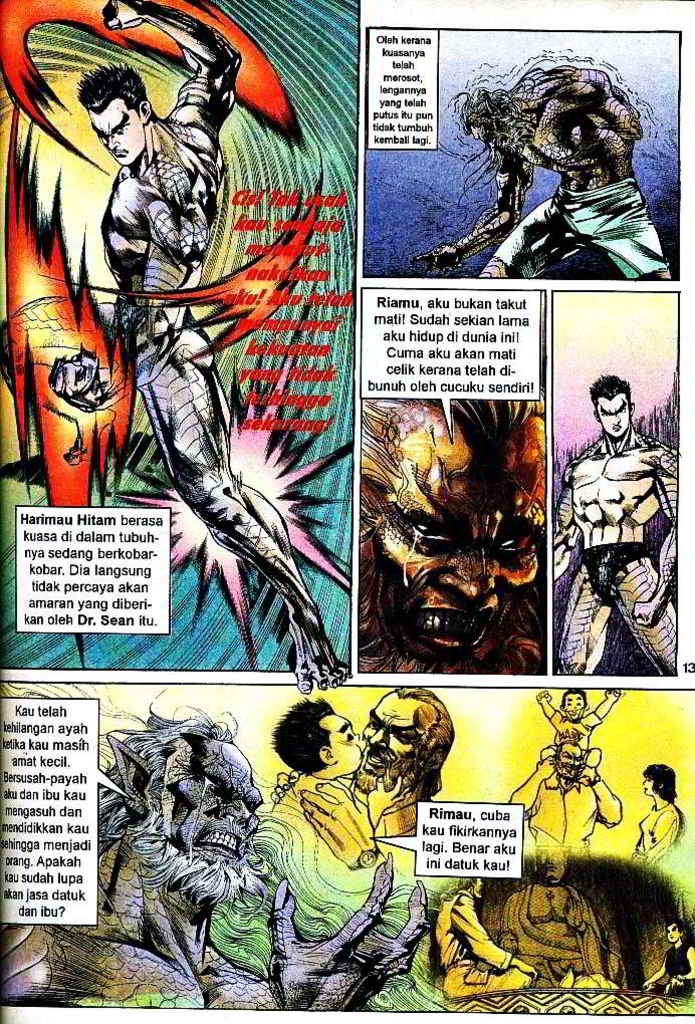 Cis! Tak usah
kau sengaja
menakut-
nakutkan
aku! Aku telah
mempunyai
kekuatan
yang tidak
terhingga
sekarang!
Harimau Hitam berasa
kuasa di dalam tubuh-
nya sedang berkobar-
kobar. Dia langsung
tidak percaya akan
amaran yang diberi-
kan oleh Dr. Sean itu.
Oleh kerana
kuasanya
telah
merosot,
lengannya
yang telah
putus itu pun
tidak tumbuh
kembali lagi.
Riamu, aku bukan takut
mati! Sudah sekian lama
aku hidup di dunia ini!
Cuma aku akan mati
celik kerana telah di-
bunuh oleh cucuku sendiri!
13
Kau telah
kehilangan ayah
ketika kau masih
amat kecil.
Bersusah-payah
aku dan ibu kau
mengasuh dan
mendidikkan kau
sehingga menjadi
orang. Apakah
kau sudah lupa
akan jasa datuk
dan ibu?
Rimau, cuba
kau fikirkannya
lagi. Benar aku
ini datuk kau!